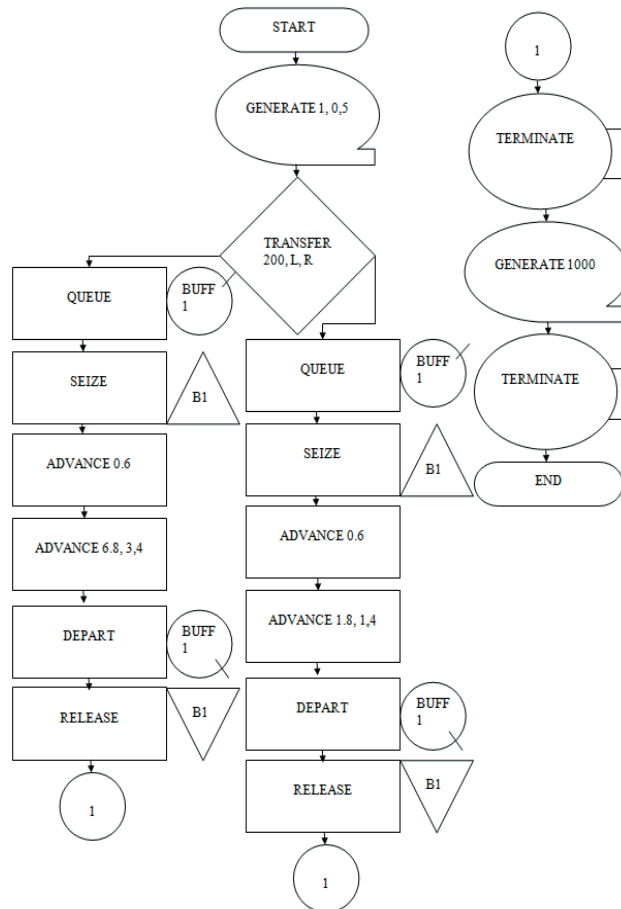 START
GENERATE 1, 0,5
TRANSFER
200, L, R
QUEUE
BUFF
1
SEIZE
B1
ADVANCE 0.6
ADVANCE 6.8, 3,4
DEPART
BUFF
1
RELEASE
B1
1
QUEUE
BUFF
1
SEIZE
B1
ADVANCE 0.6
ADVANCE 1.8, 1,4
DEPART
BUFF
1
RELEASE
B1
1
1
TERMINATE
GENERATE 1000
TERMINATE
END